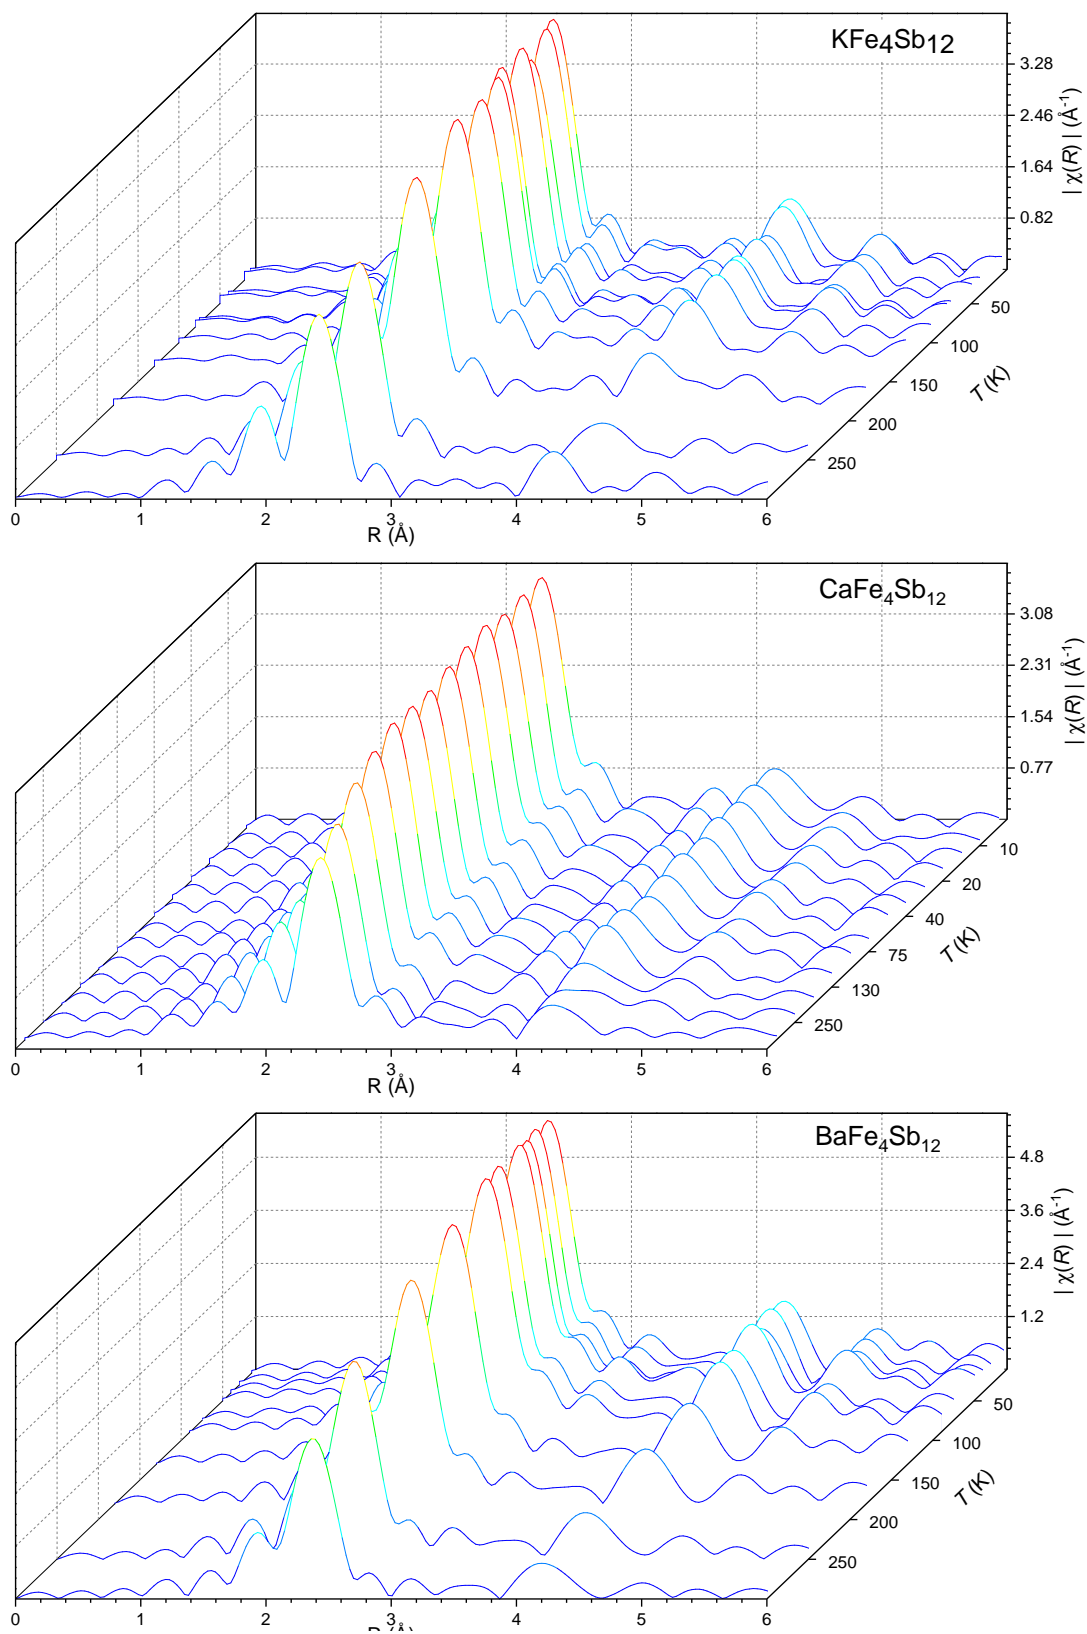 KFe4Sb12
3.28
2.46
1.64
0.82
| χ(R) | (Å-1)
50
100
150
200
250
T (K)
0 1 2 3 4 5 6
R (Å)
CaFe4Sb12
3.08
2.31
1.54
0.77
| χ(R) | (Å-1)
10
20
40
75
130
250
T (K)
0 1 2 3 4 5 6
R (Å)
BaFe4Sb12
4.8
3.6
2.4
1.2
| χ(R) | (Å-1)
50
100
150
200
250
T (K)
0 1 2 3 4 5 6
R (Å)